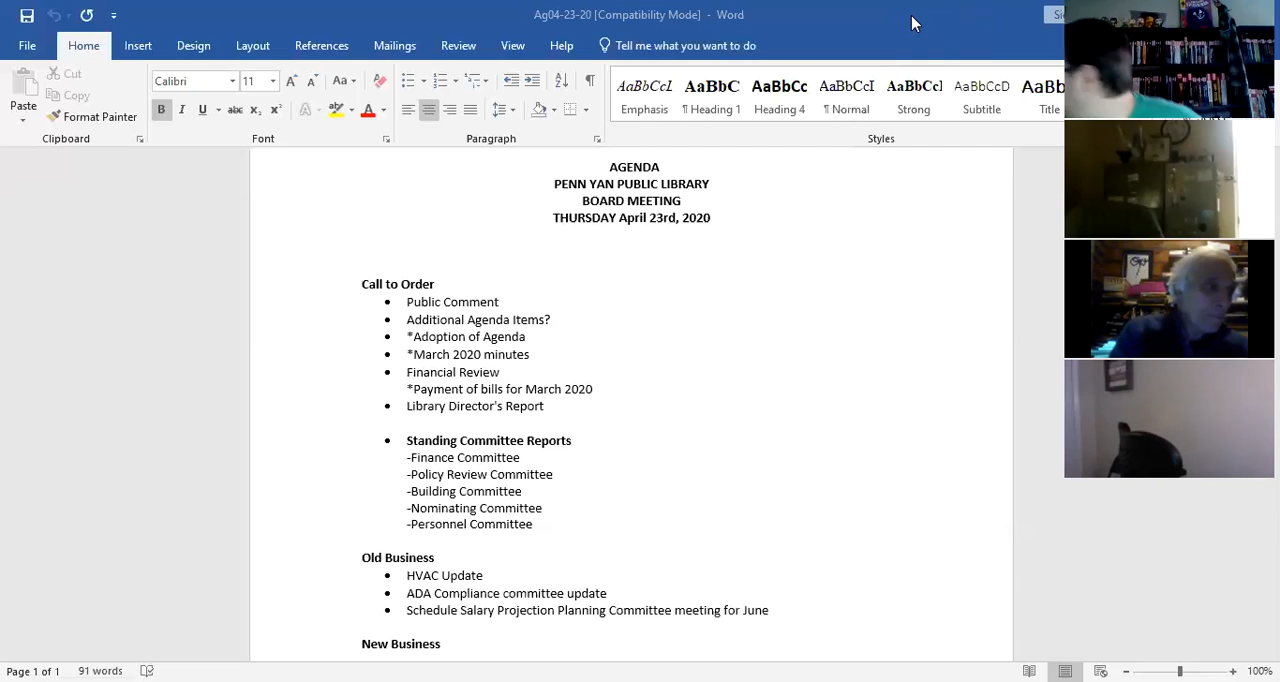 Ag04-23-20 [Compatibility Mode] - Word
File Home Insert Design Layout References Mailings Review View Help Tell me what you want to do
Paste
Cut
Copy
Format Painter
Clipboard
Calibri 11
Font
Paragraph
AaBbCcI AaBbC AaBbCc AaBbCcI AaBbCcI AaBbCcD AaBb
Emphasis ¶ Heading 1 Heading 4 ¶ Normal Strong Subtitle Title
Styles
AGENDA
PENN YAN PUBLIC LIBRARY
BOARD MEETING
THURSDAY April 23rd, 2020
Call to Order
• Public Comment
• Additional Agenda Items?
• *Adoption of Agenda
• *March 2020 minutes
• Financial Review
*Payment of bills for March 2020
• Library Director's Report
• Standing Committee Reports
-Finance Committee
-Policy Review Committee
-Building Committee
-Nominating Committee
-Personnel Committee
Old Business
• HVAC Update
• ADA Compliance committee update
• Schedule Salary Projection Planning Committee meeting for June
New Business
Page 1 of 1 91 words 100%